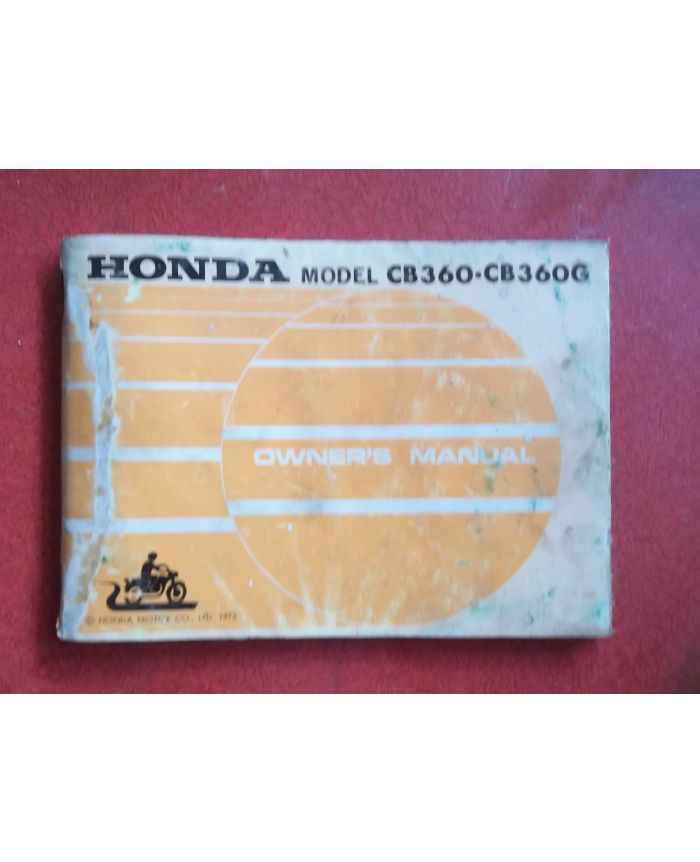 HONDA MODEL CB360·CB360G
OWNER'S MANUAL
© HONDA MOTOR CO., LTD. 1973